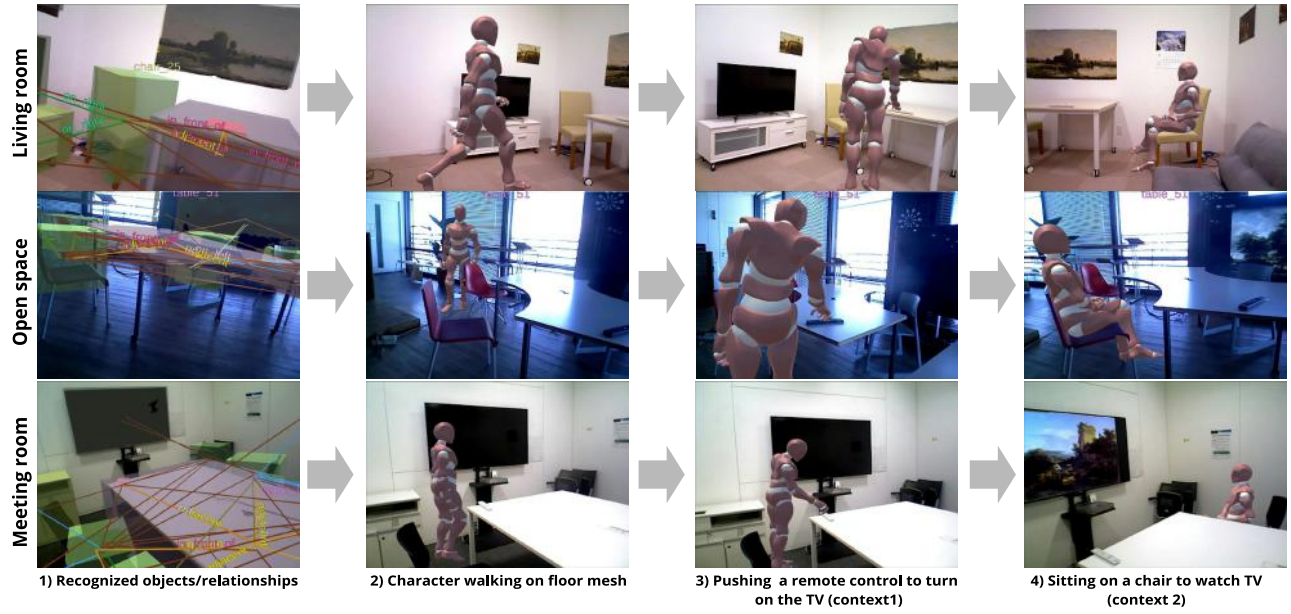 Living room
chair_25
in_front_of
Open space
table_51
in_front_of
table_51
Meeting room
in_front_of
1) Recognized objects/relationships
2) Character walking on floor mesh
3) Pushing a remote control to turn
on the TV (context1)
4) Sitting on a chair to watch TV
(context 2)